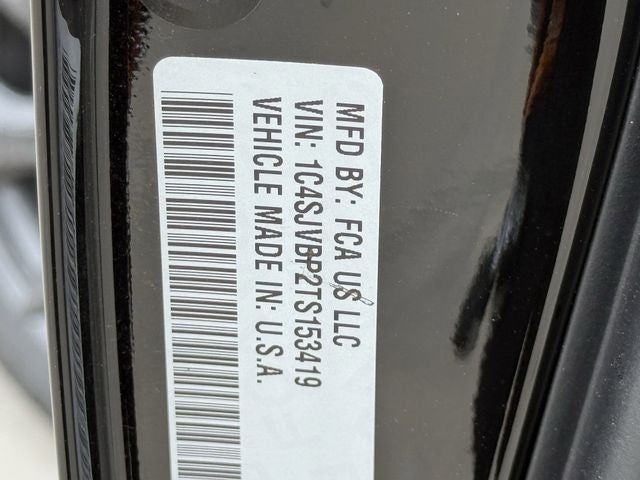 MFD BY: FCA US LLC
VIN: 1C4SJVBP2TS153419
VEHICLE MADE IN: U.S.A.